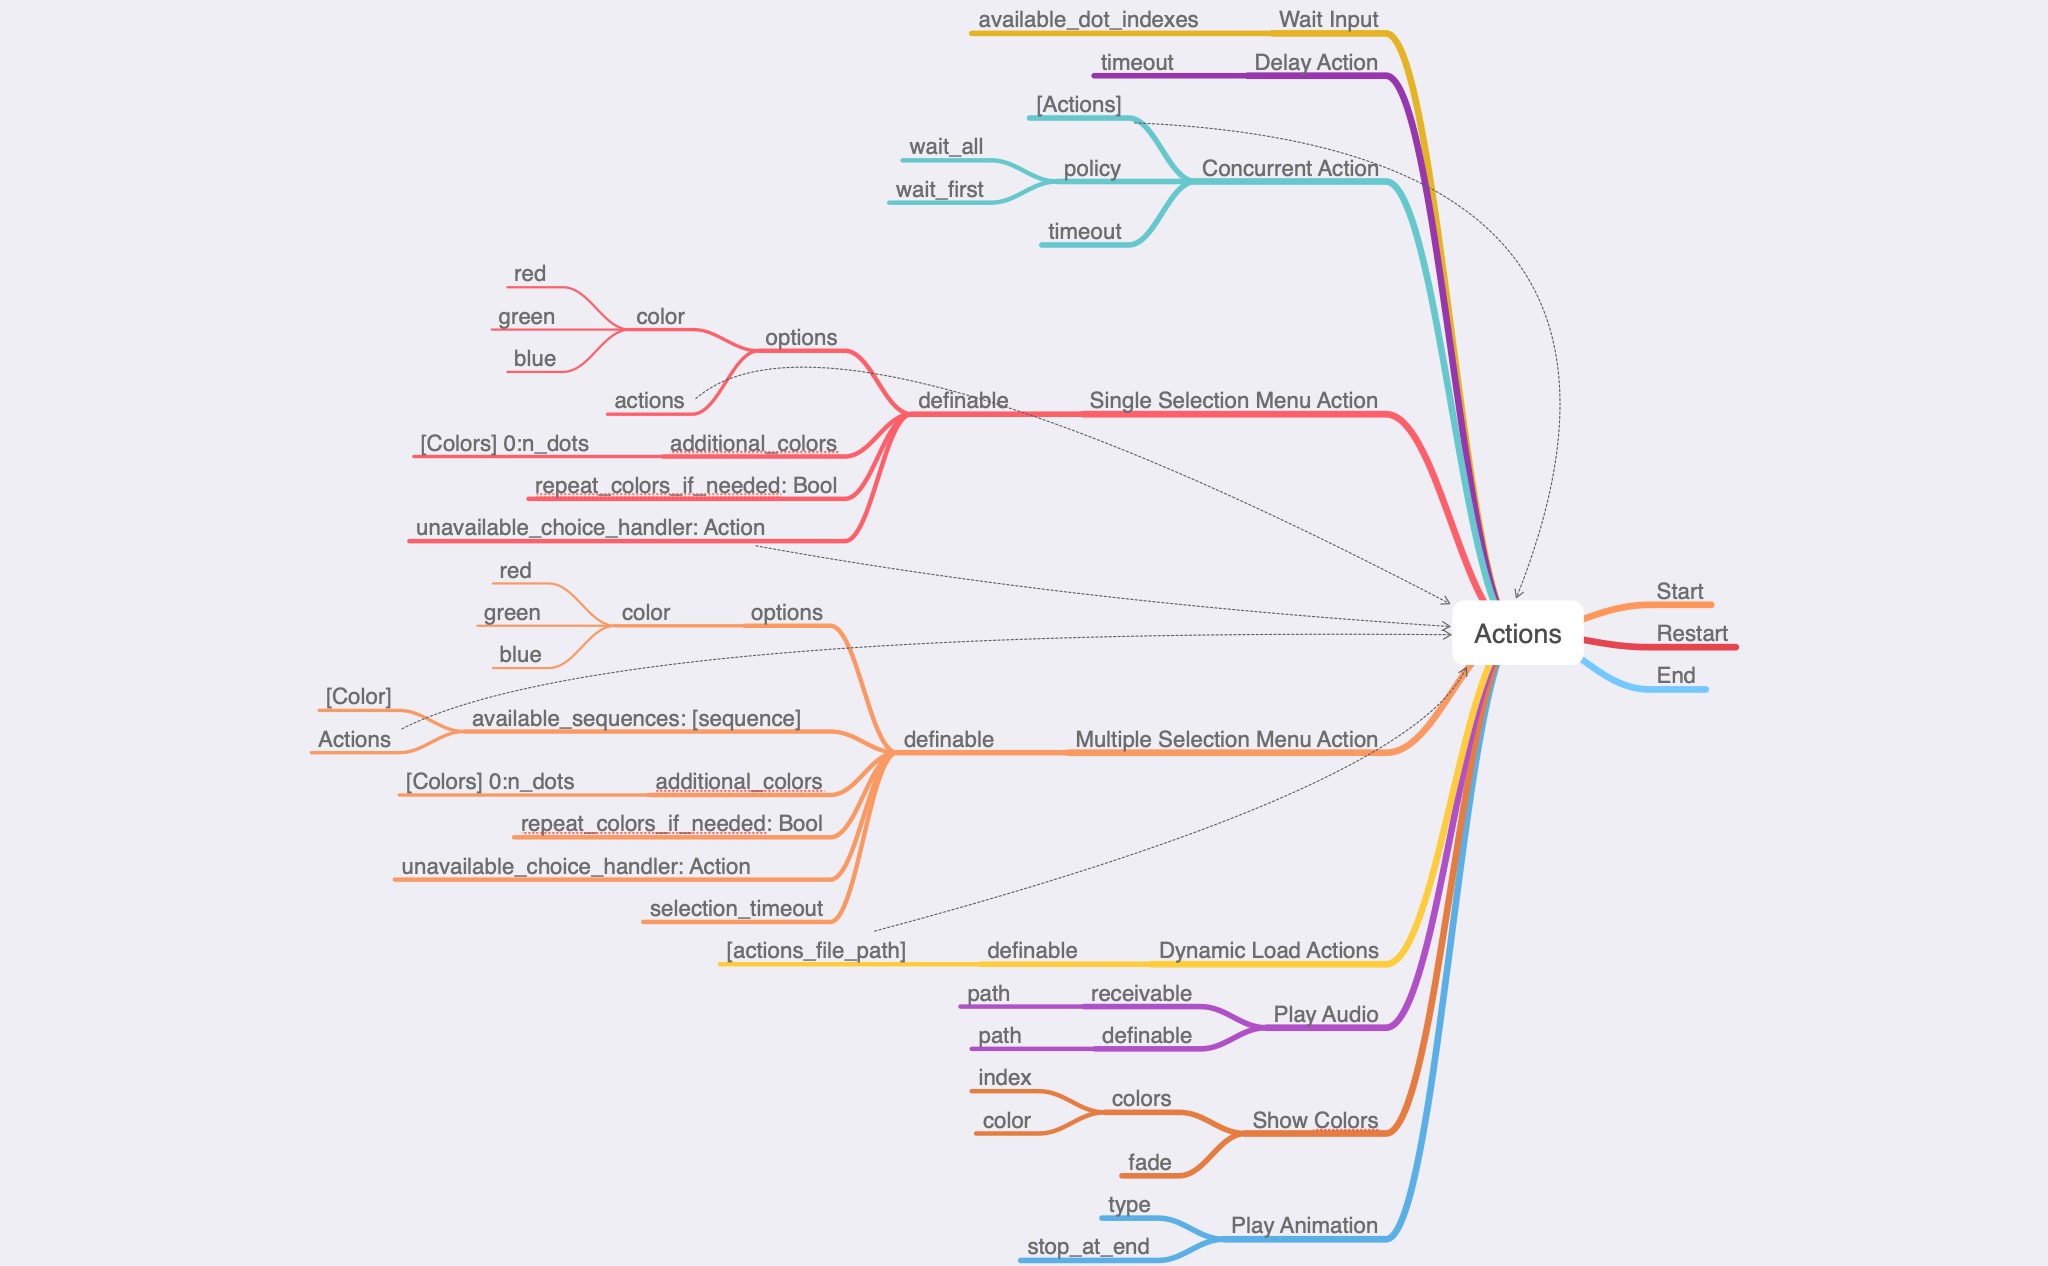 available_dot_indexes
Wait Input
timeout
Delay Action
[Actions]
wait_all
wait_first
policy
Concurrent Action
timeout
red
green
blue
color
options
actions
definable
Single Selection Menu Action
[Colors] 0:n_dots
additional_colors
repeat_colors_if_needed: Bool
unavailable_choice_handler: Action
red
green
blue
color
options
[Color]
Actions
available_sequences: [sequence]
definable
Multiple Selection Menu Action
[Colors] 0:n_dots
additional_colors
repeat_colors_if_needed: Bool
unavailable_choice_handler: Action
selection_timeout
[actions_file_path]
definable
Dynamic Load Actions
path
receivable
Play Audio
path
definable
index
color
colors
Show Colors
fade
type
Play Animation
stop_at_end
Actions
Start
Restart
End